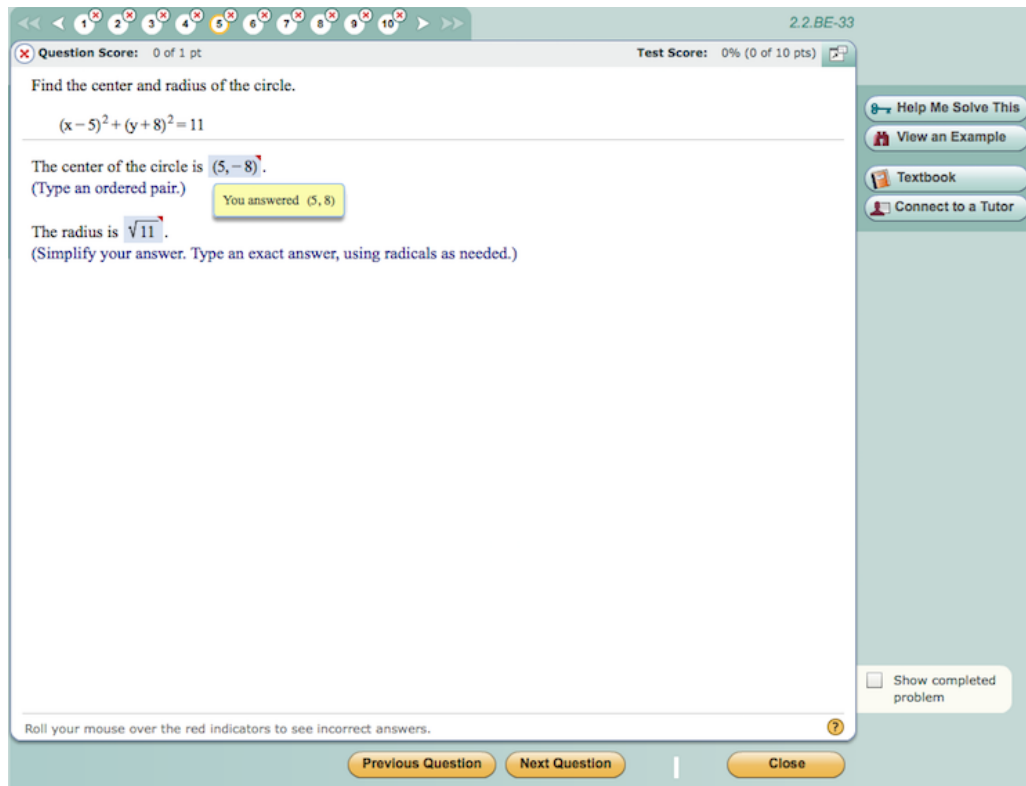 << < 1 2 3 4 5 6 7 8 9 10 > >> 2.2.BE-33
Question Score: 0 of 1 pt Test Score: 0% (0 of 10 pts)
Find the center and radius of the circle.
(x − 5)² + (y + 8)² = 11
The center of the circle is (5, − 8).
(Type an ordered pair.)
You answered (5, 8)
The radius is √11.
(Simplify your answer. Type an exact answer, using radicals as needed.)
Help Me Solve This
View an Example
Textbook
Connect to a Tutor
Show completed
problem
Roll your mouse over the red indicators to see incorrect answers. ?
Previous Question Next Question Close